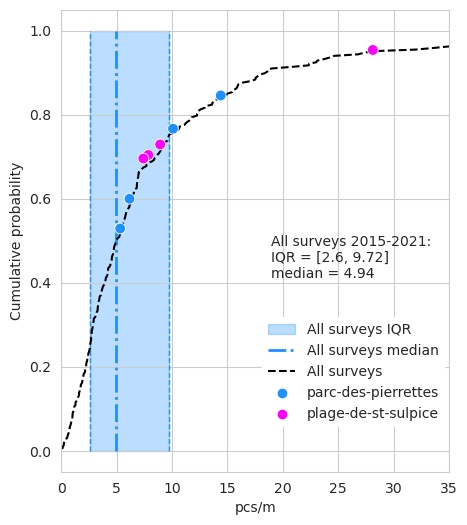 1.0
0.8
0.6
0.4
0.2
0.0
Cumulative probability
All surveys 2015-2021:
IQR = [2.6, 9.72]
median = 4.94
All surveys IQR
All surveys median
All surveys
parc-des-pierrettes
plage-de-st-sulpice
0 5 10 15 20 25 30 35
pcs/m